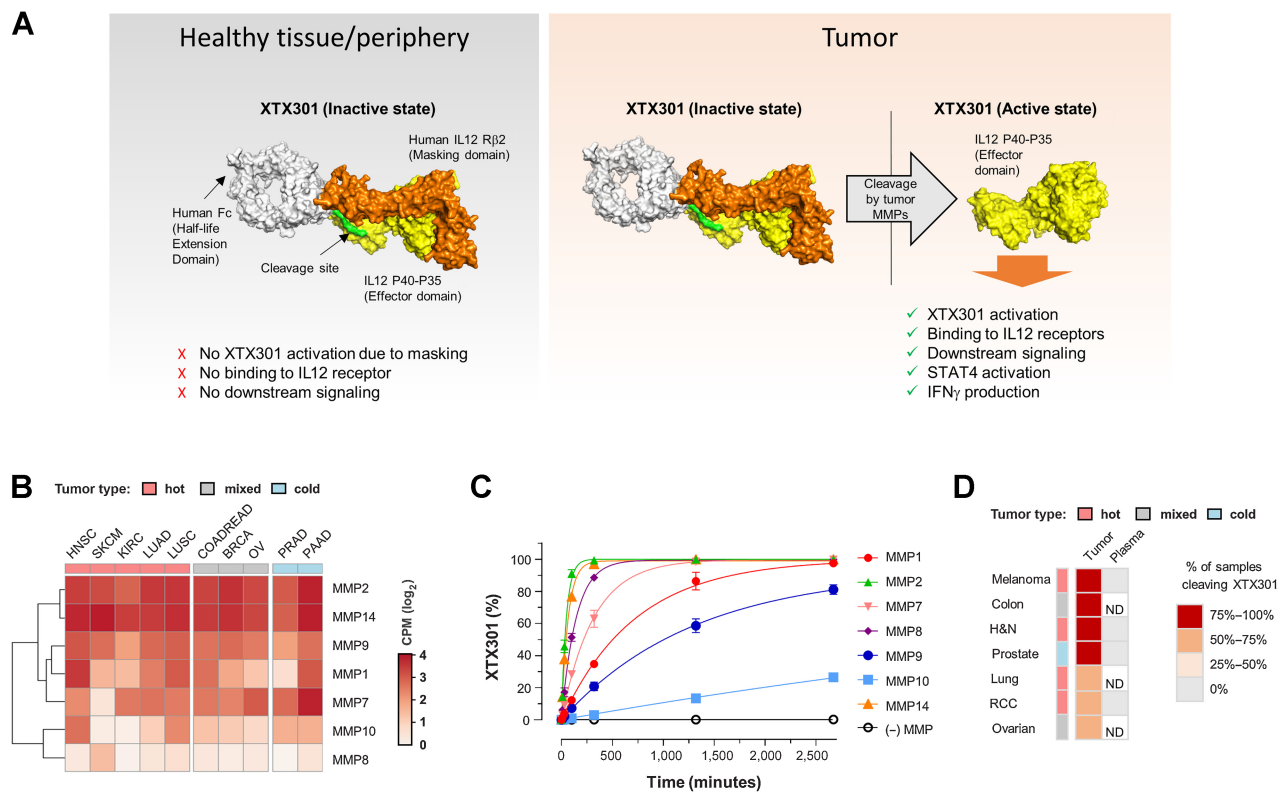 A
Healthy tissue/periphery
XTX301 (Inactive state)
Human IL12 Rβ2
(Masking domain)
Human Fc
(Half-life
Extension
Domain)
Cleavage site
IL12 P40-P35
(Effector domain)
X No XTX301 activation due to masking
X No binding to IL12 receptor
X No downstream signaling
Tumor
XTX301 (Inactive state)
XTX301 (Active state)
IL12 P40-P35
(Effector
domain)
Cleavage
by tumor
MMPs
✓ XTX301 activation
✓ Binding to IL12 receptors
✓ Downstream signaling
✓ STAT4 activation
✓ IFNγ production
B
Tumor type: hot mixed cold
HNSC SKCM KIRC LUAD LUSC COADREAD BRCA OV PRAD PAAD
MMP2
MMP14
MMP9
MMP1
MMP7
MMP10
MMP8
CPM (log2)
4
3
2
1
0
C
XTX301 (%)
100
80
60
40
20
0
0 500 1,000 1,500 2,000 2,500
Time (minutes)
MMP1
MMP2
MMP7
MMP8
MMP9
MMP10
MMP14
(–) MMP
D
Tumor type: hot mixed cold
Tumor Plasma
Melanoma
Colon ND
H&N
Prostate
Lung ND
RCC
Ovarian ND
% of samples
cleaving XTX301
75%–100%
50%–75%
25%–50%
0%